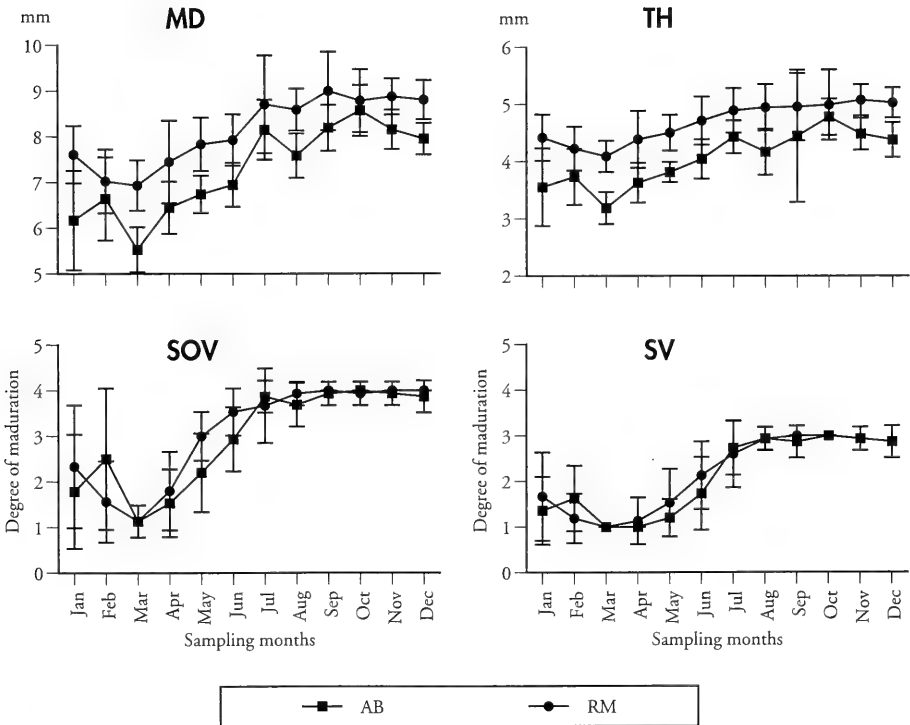 mm
MD
10
9
8
7
6
5
mm
TH
6
5
4
3
2
SOV
Degree of maduration
5
4
3
2
1
0
Jan
Feb
Mar
Apr
May
Jun
Jul
Aug
Sep
Oct
Nov
Dec
Sampling months
SV
Degree of maduration
5
4
3
2
1
0
Jan
Feb
Mar
Apr
May
Jun
Jul
Aug
Sep
Oct
Nov
Dec
Sampling months
AB
RM